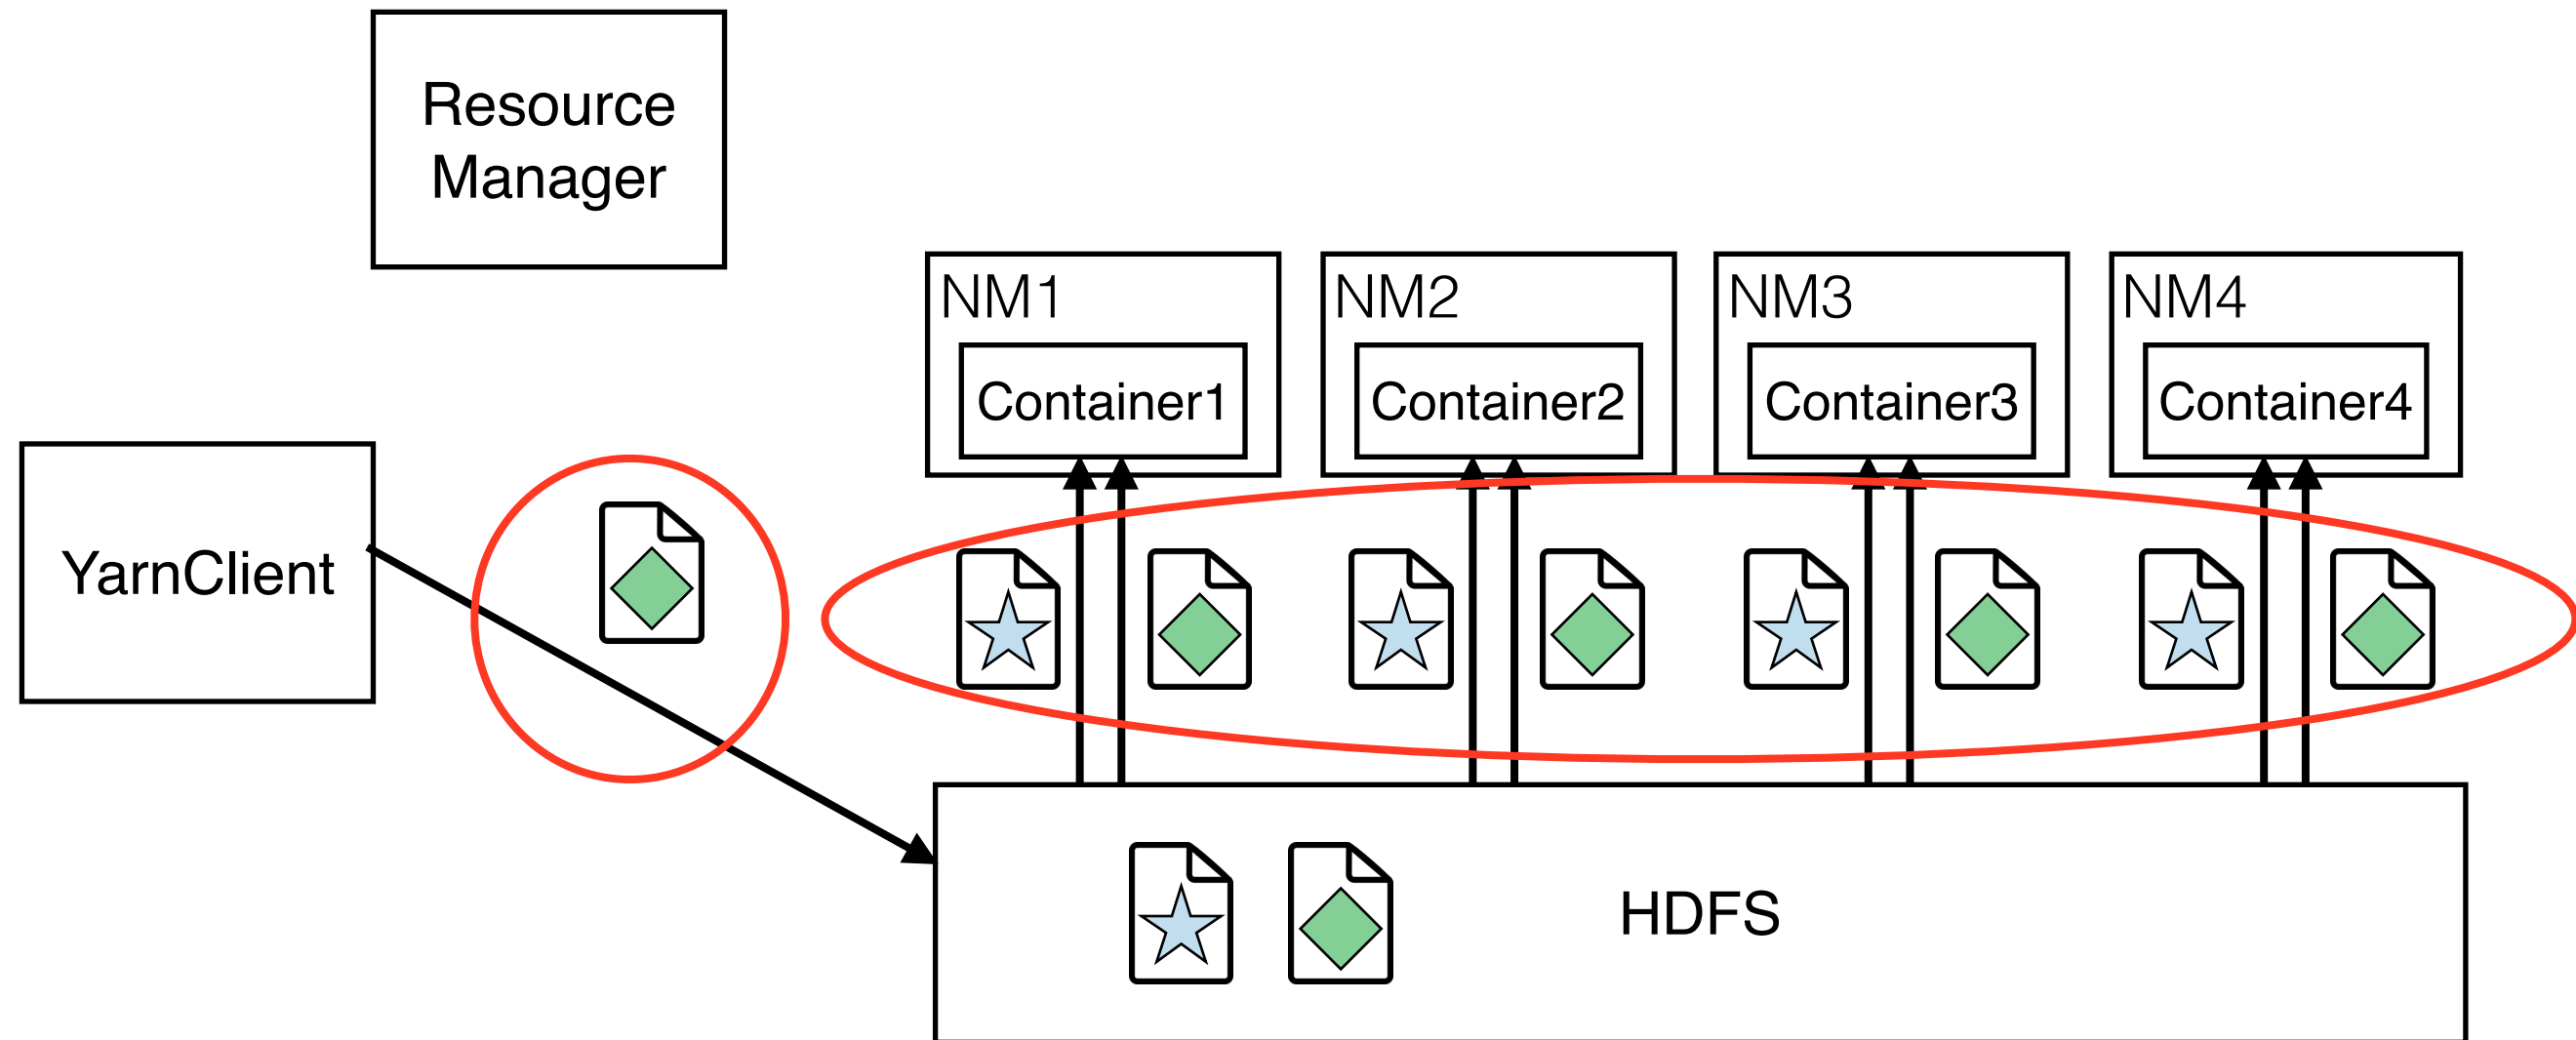 Resource
Manager
NM1
NM2
NM3
NM4
Container1
Container2
Container3
Container4
YarnClient
HDFS